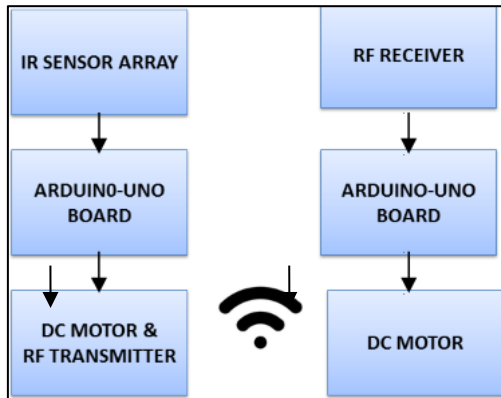 IR SENSOR ARRAY
ARDUIN0-UNO
BOARD
DC MOTOR &
RF TRANSMITTER
RF RECEIVER
ARDUINO-UNO
BOARD
DC MOTOR